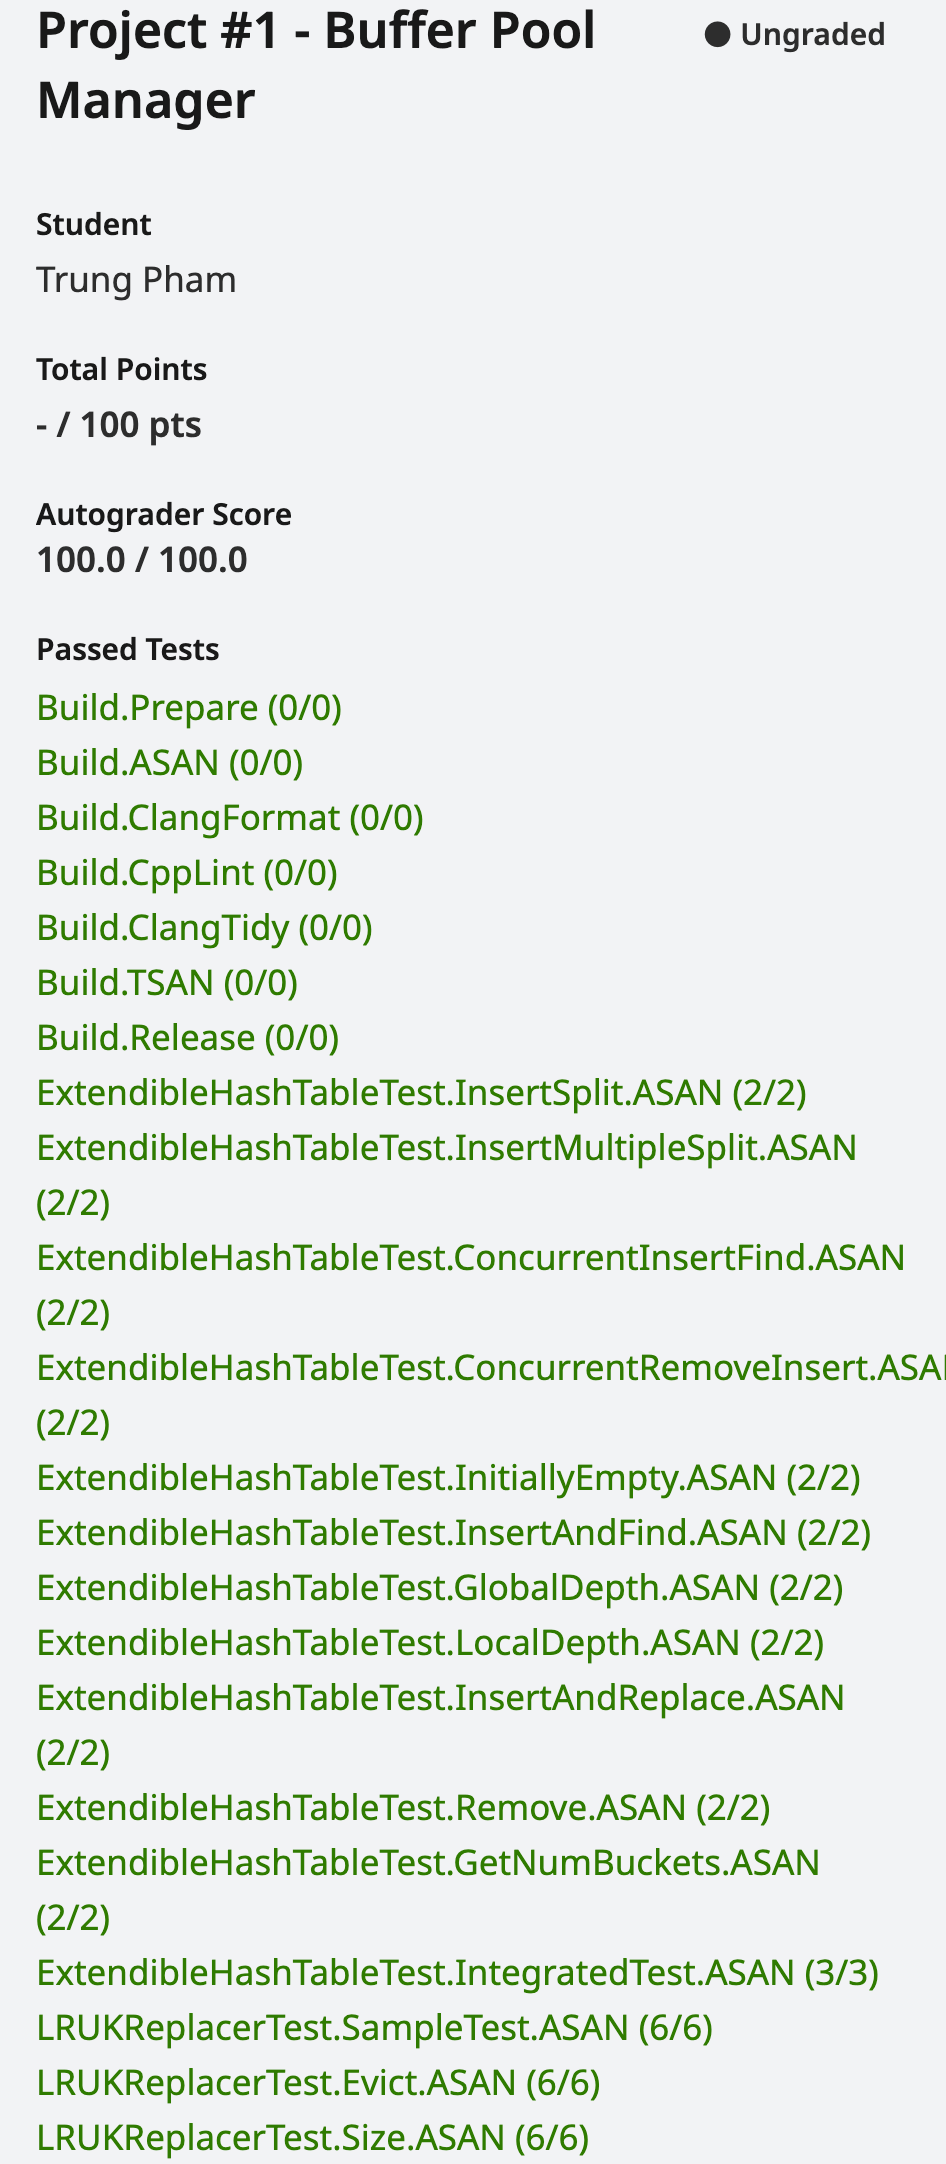 Project #1 - Buffer Pool
Manager
Ungraded
Student
Trung Pham
Total Points
- / 100 pts
Autograder Score
100.0 / 100.0
Passed Tests
Build.Prepare (0/0)
Build.ASAN (0/0)
Build.ClangFormat (0/0)
Build.CppLint (0/0)
Build.ClangTidy (0/0)
Build.TSAN (0/0)
Build.Release (0/0)
ExtendibleHashTableTest.InsertSplit.ASAN (2/2)
ExtendibleHashTableTest.InsertMultipleSplit.ASAN
(2/2)
ExtendibleHashTableTest.ConcurrentInsertFind.ASAN
(2/2)
ExtendibleHashTableTest.ConcurrentRemoveInsert.ASA
(2/2)
ExtendibleHashTableTest.InitiallyEmpty.ASAN (2/2)
ExtendibleHashTableTest.InsertAndFind.ASAN (2/2)
ExtendibleHashTableTest.GlobalDepth.ASAN (2/2)
ExtendibleHashTableTest.LocalDepth.ASAN (2/2)
ExtendibleHashTableTest.InsertAndReplace.ASAN
(2/2)
ExtendibleHashTableTest.Remove.ASAN (2/2)
ExtendibleHashTableTest.GetNumBuckets.ASAN
(2/2)
ExtendibleHashTableTest.IntegratedTest.ASAN (3/3)
LRUKReplacerTest.SampleTest.ASAN (6/6)
LRUKReplacerTest.Evict.ASAN (6/6)
LRUKReplacerTest.Size.ASAN (6/6)